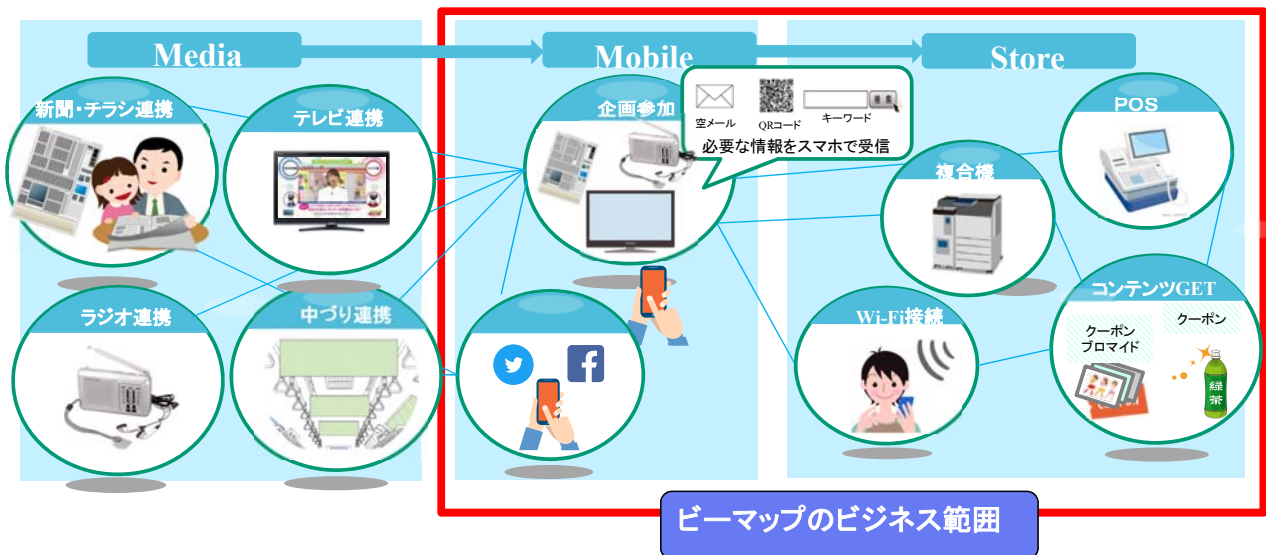 Media
Mobile
Store
新聞・チラシ連携
テレビ連携
ラジオ連携
中づり連携
企画参加
空メール
QRコード
キーワード
検索
必要な情報をスマホで受信
複合機
POS
Wi-Fi接続
コンテンツGET
クーポン
ブロマイド
クーポン
緑茶
ビーマップのビジネス範囲